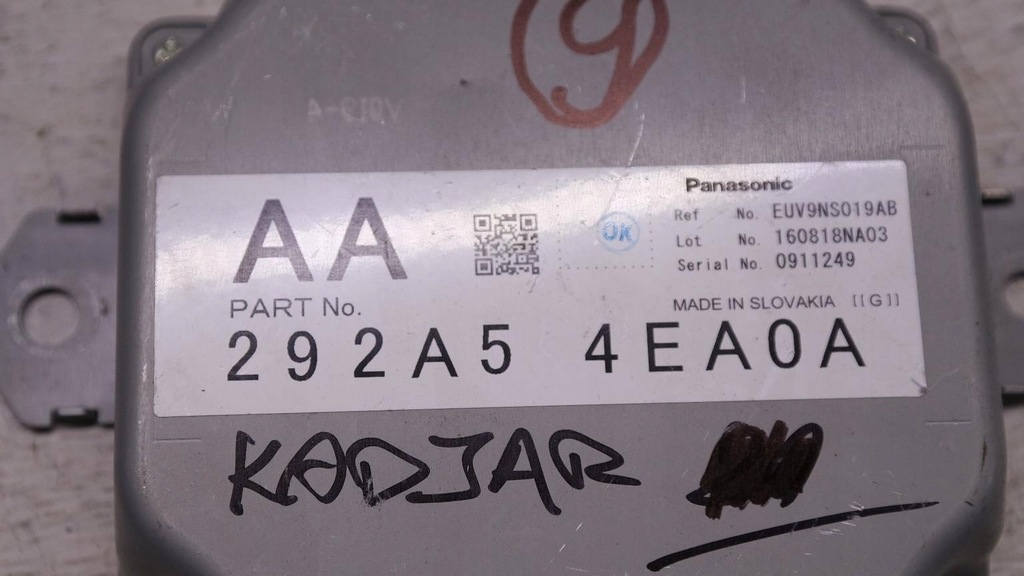 9
AA
OK
Panasonic
Ref No. EUV9NS019AB
Lot No. 160818NA03
Serial No. 0911249
PART No.
MADE IN SLOVAKIA [[G]]
292A5 4EA0A
KADJAR